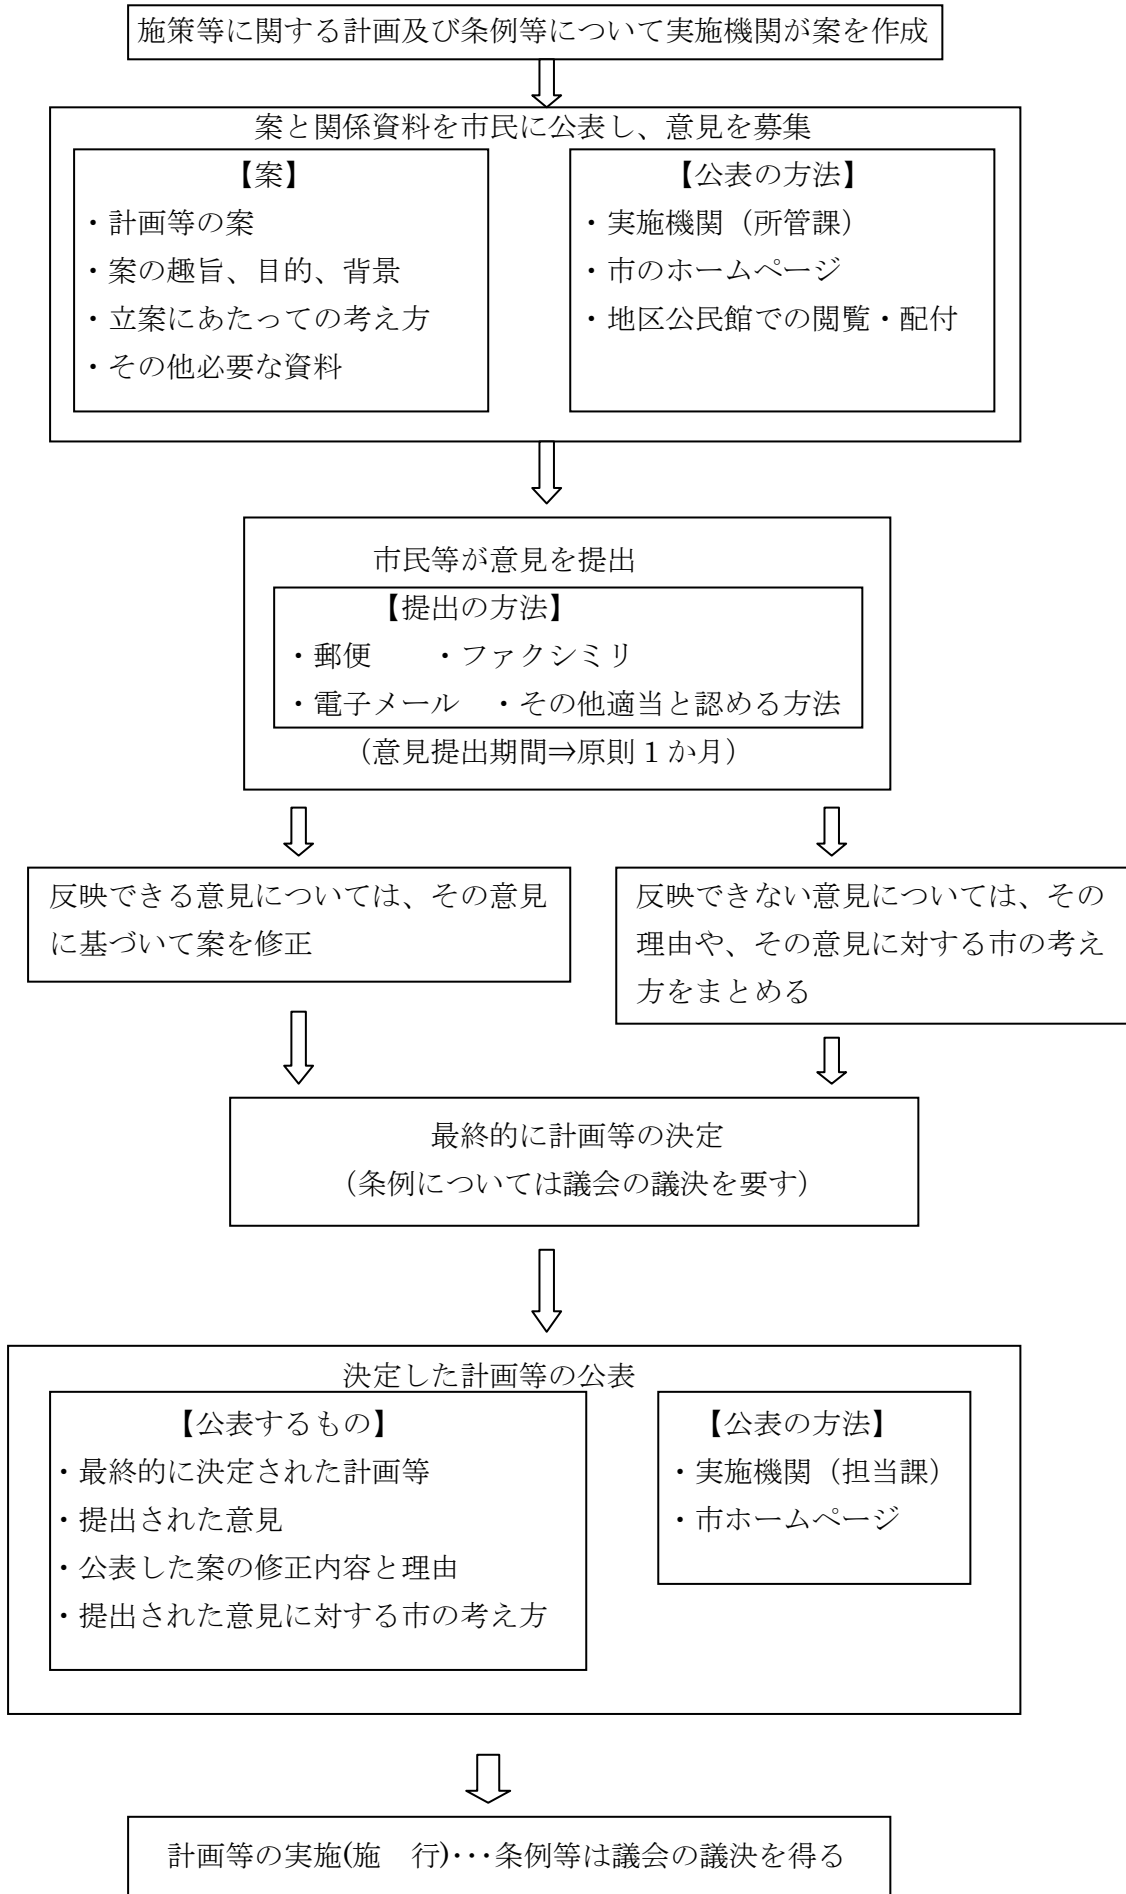 施策等に関する計画及び条例等について実施機関が案を作成
案と関係資料を市民に公表し、意見を募集
【案】
・計画等の案
・案の趣旨、目的、背景
・立案にあたっての考え方
・その他必要な資料
【公表の方法】
・実施機関（所管課）
・市のホームページ
・地区公民館での閲覧・配付
市民等が意見を提出
【提出の方法】
・郵便　　・ファクシミリ
・電子メール　・その他適当と認める方法
（意見提出期間⇒原則 1 か月）
反映できる意見については、その意見
に基づいて案を修正
反映できない意見については、その
理由や、その意見に対する市の考え
方をまとめる
最終的に計画等の決定
（条例については議会の議決を要す）
決定した計画等の公表
【公表するもの】
・最終的に決定された計画等
・提出された意見
・公表した案の修正内容と理由
・提出された意見に対する市の考え方
【公表の方法】
・実施機関（担当課）
・市ホームページ
計画等の実施(施　行)･･･条例等は議会の議決を得る